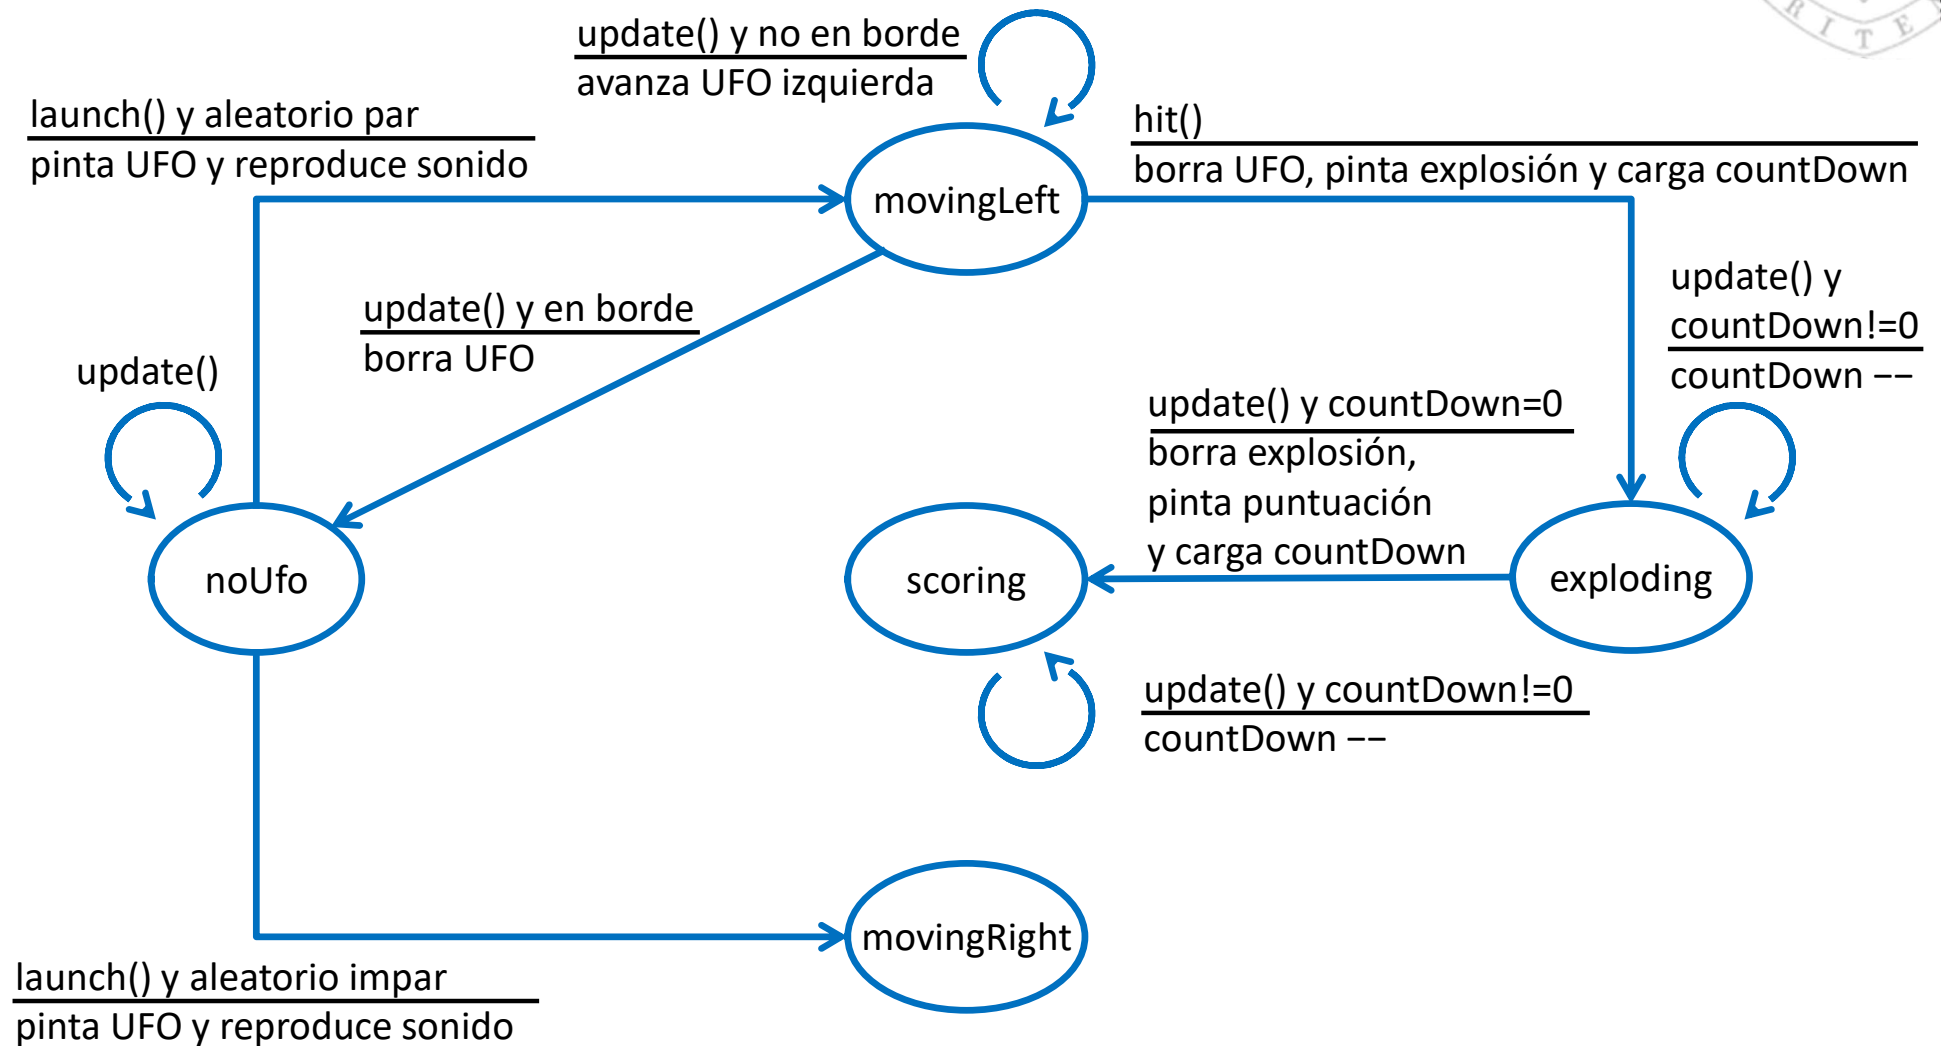 update() y no en borde
avanza UFO izquierda
launch() y aleatorio par
pinta UFO y reproduce sonido
hit()
borra UFO, pinta explosión y carga countDown
movingLeft
update() y en borde
borra UFO
update()
update() y
countDown!=0
countDown −−
update() y countDown=0
borra explosión,
pinta puntuación
y carga countDown
noUfo
scoring
exploding
update() y countDown!=0
countDown −−
movingRight
launch() y aleatorio impar
pinta UFO y reproduce sonido
R I T E